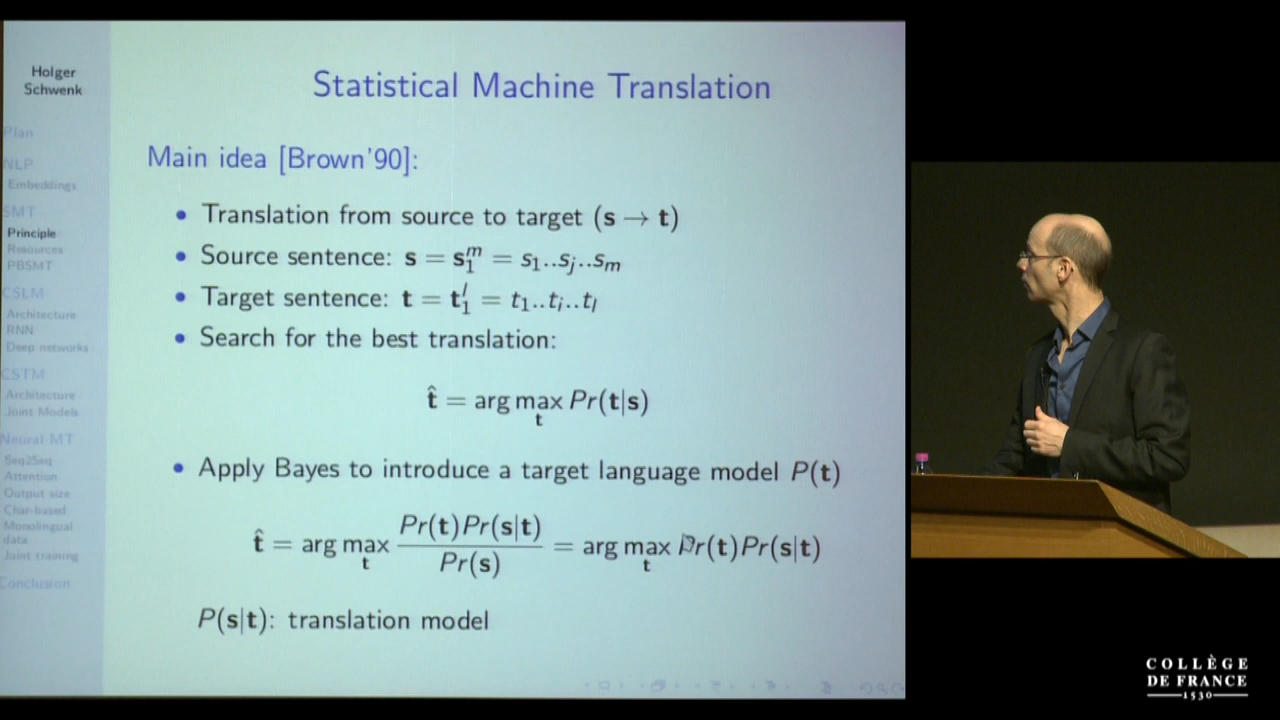 Holger
Schwenk
Plan
NLP
Embeddings
SMT
Principle
Resources
PBSMT
CSLM
Architecture
RNN
Deep networks
CSTM
Architecture
Joint Models
Neural MT
Seq2Seq
Attention
Output size
Char-based
Monolingual
data
Joint training
Conclusion
Statistical Machine Translation
Main idea [Brown'90]:
• Translation from source to target (s → t)
• Source sentence: s = s₁ᵐ = s₁..sⱼ..sₘ
• Target sentence: t = t₁ˡ = t₁..tᵢ..tₗ
• Search for the best translation:
t̂ = arg max_t Pr(t|s)
• Apply Bayes to introduce a target language model P(t)
t̂ = arg max_t Pr(t)Pr(s|t) / Pr(s) = arg max_t Pr(t)Pr(s|t)
P(s|t): translation model
COLLÈGE
DE FRANCE
1530